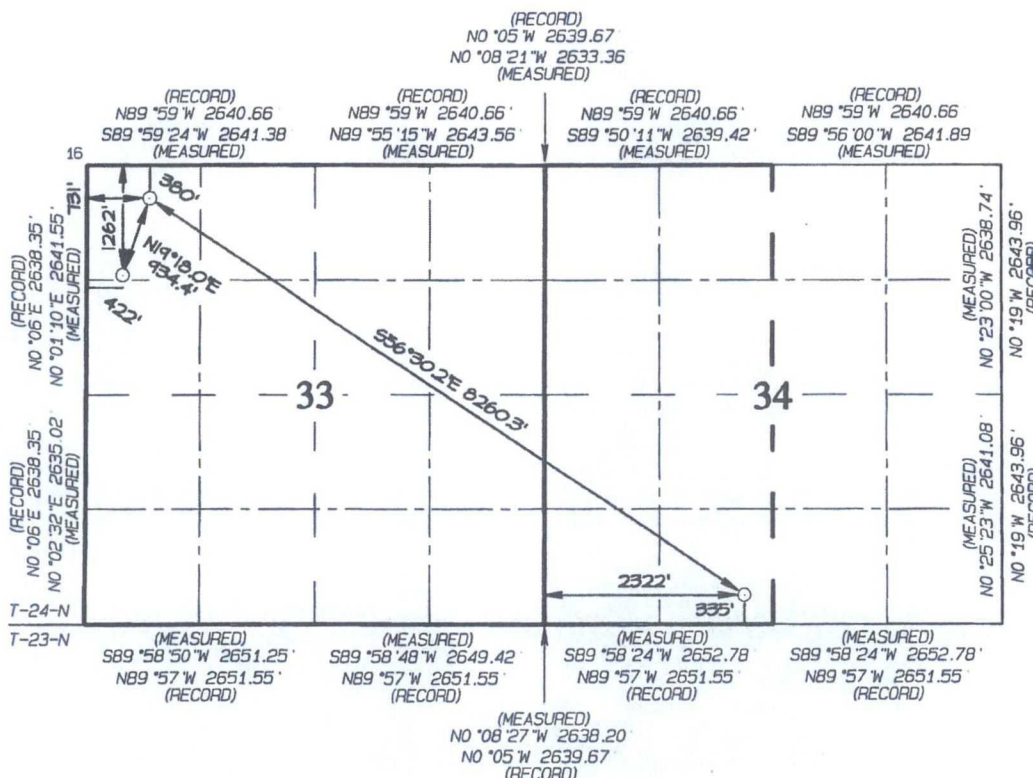 (RECORD)
N0°05'W 2639.67
N0°08'21"W 2633.36
(MEASURED)
(RECORD)
N89°59'W 2640.66
S89°59'24"W 2641.38
(MEASURED)
(RECORD)
N89°59'W 2640.66'
N89°55'15"W 2643.56'
(MEASURED)
(RECORD)
N89°59'W 2640.66'
S89°50'11"W 2639.42'
(MEASURED)
(RECORD)
N89°59'W 2640.66
S89°56'00"W 2641.89
(MEASURED)
16
731'
1262'
380'
N19°18.0'E
934.4'
422'
(RECORD)
N0°06'E 2638.35'
N0°01'10"E 2641.55'
(MEASURED)
S56°30.2'E 8260.3'
33
34
(MEASURED)
N0°23'00"W 2638.74'
N0°19'W 2643.96'
(RECORD)
(RECORD)
N0°06'E 2638.35'
N0°02'32"E 2635.02
(MEASURED)
(MEASURED)
N0°25'23"W 2641.08'
N0°19'W 2643.96'
(RECORD)
2322'
335'
T-24-N
T-23-N
(MEASURED)
S89°58'50"W 2651.25'
N89°57'W 2651.55'
(RECORD)
(MEASURED)
S89°58'48"W 2649.42
N89°57'W 2651.55'
(RECORD)
(MEASURED)
S89°58'24"W 2652.78
N89°57'W 2651.55'
(RECORD)
(MEASURED)
S89°58'24"W 2652.78'
N89°57'W 2651.55'
(RECORD)
(MEASURED)
N0°08'27"W 2638.20
N0°05'W 2639.67
(RECORD)